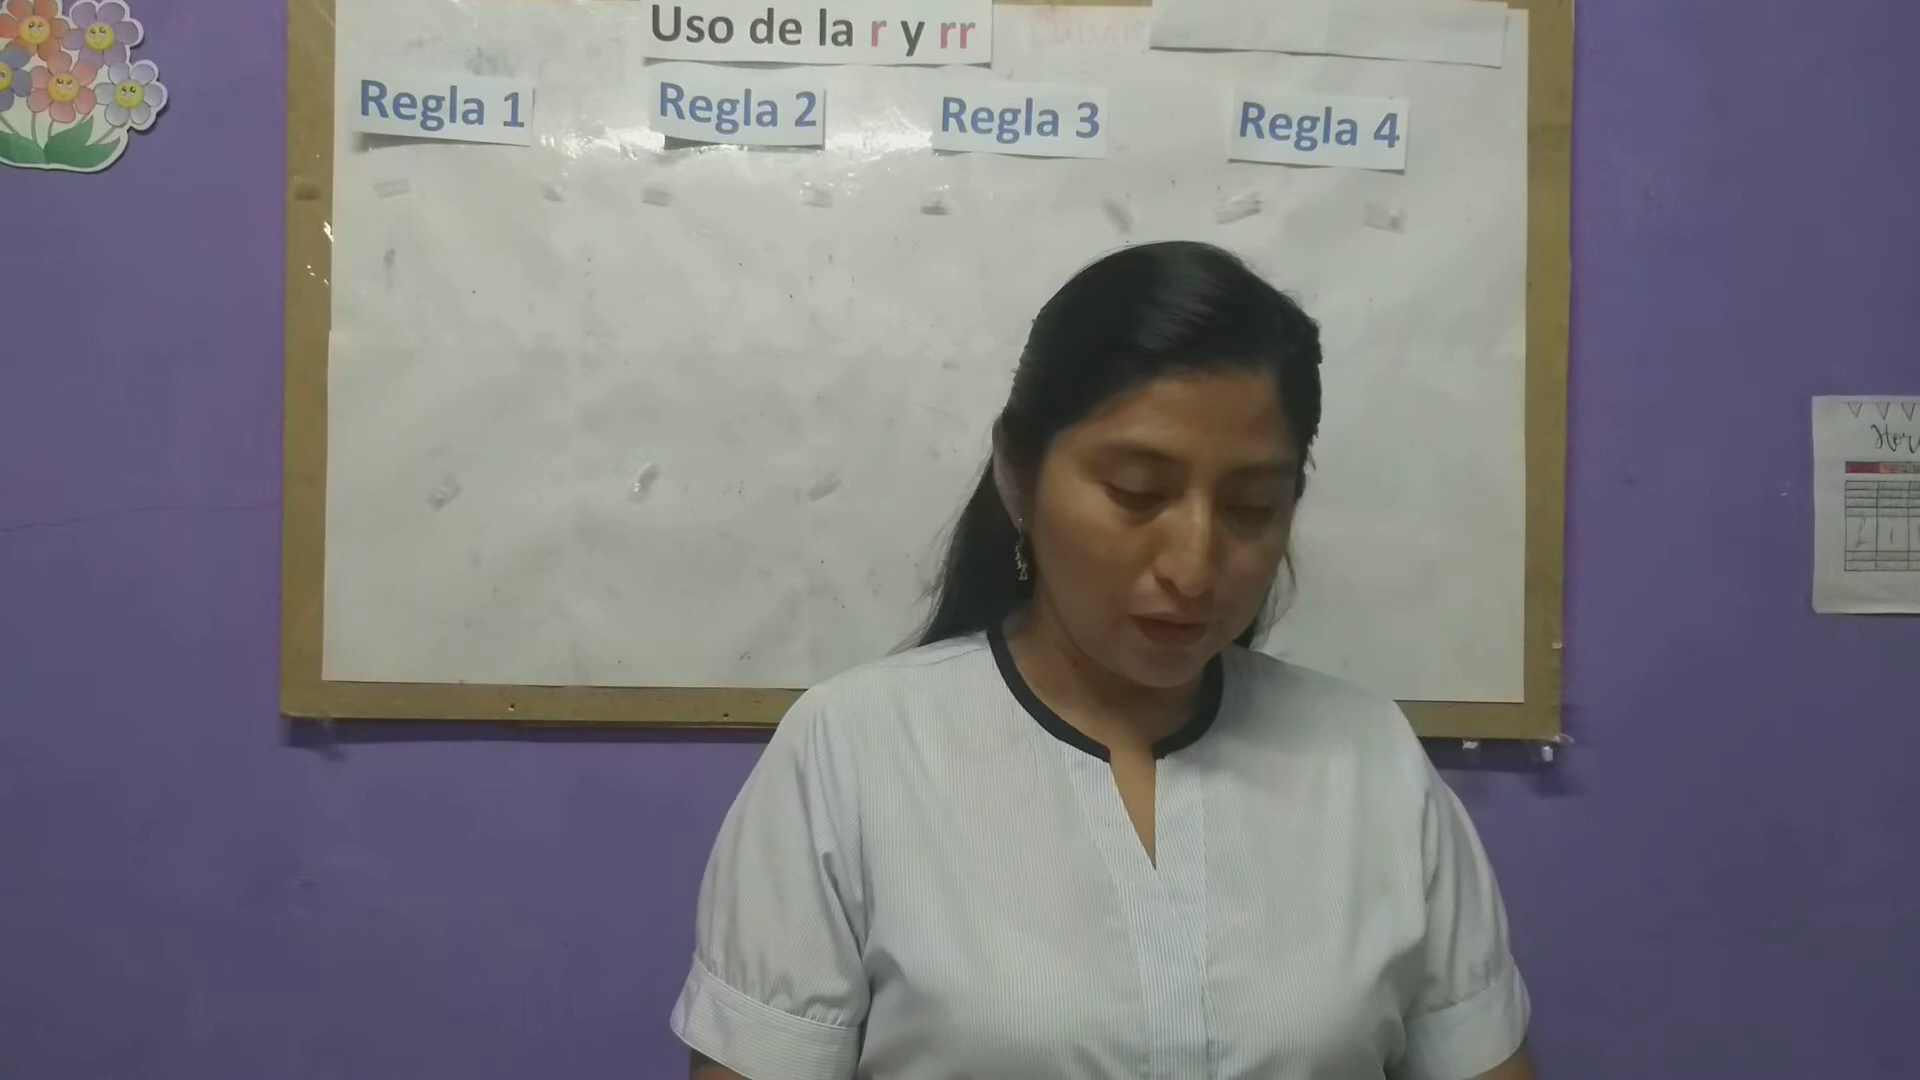 Uso de la r y rr
Regla 1
Regla 2
Regla 3
Regla 4